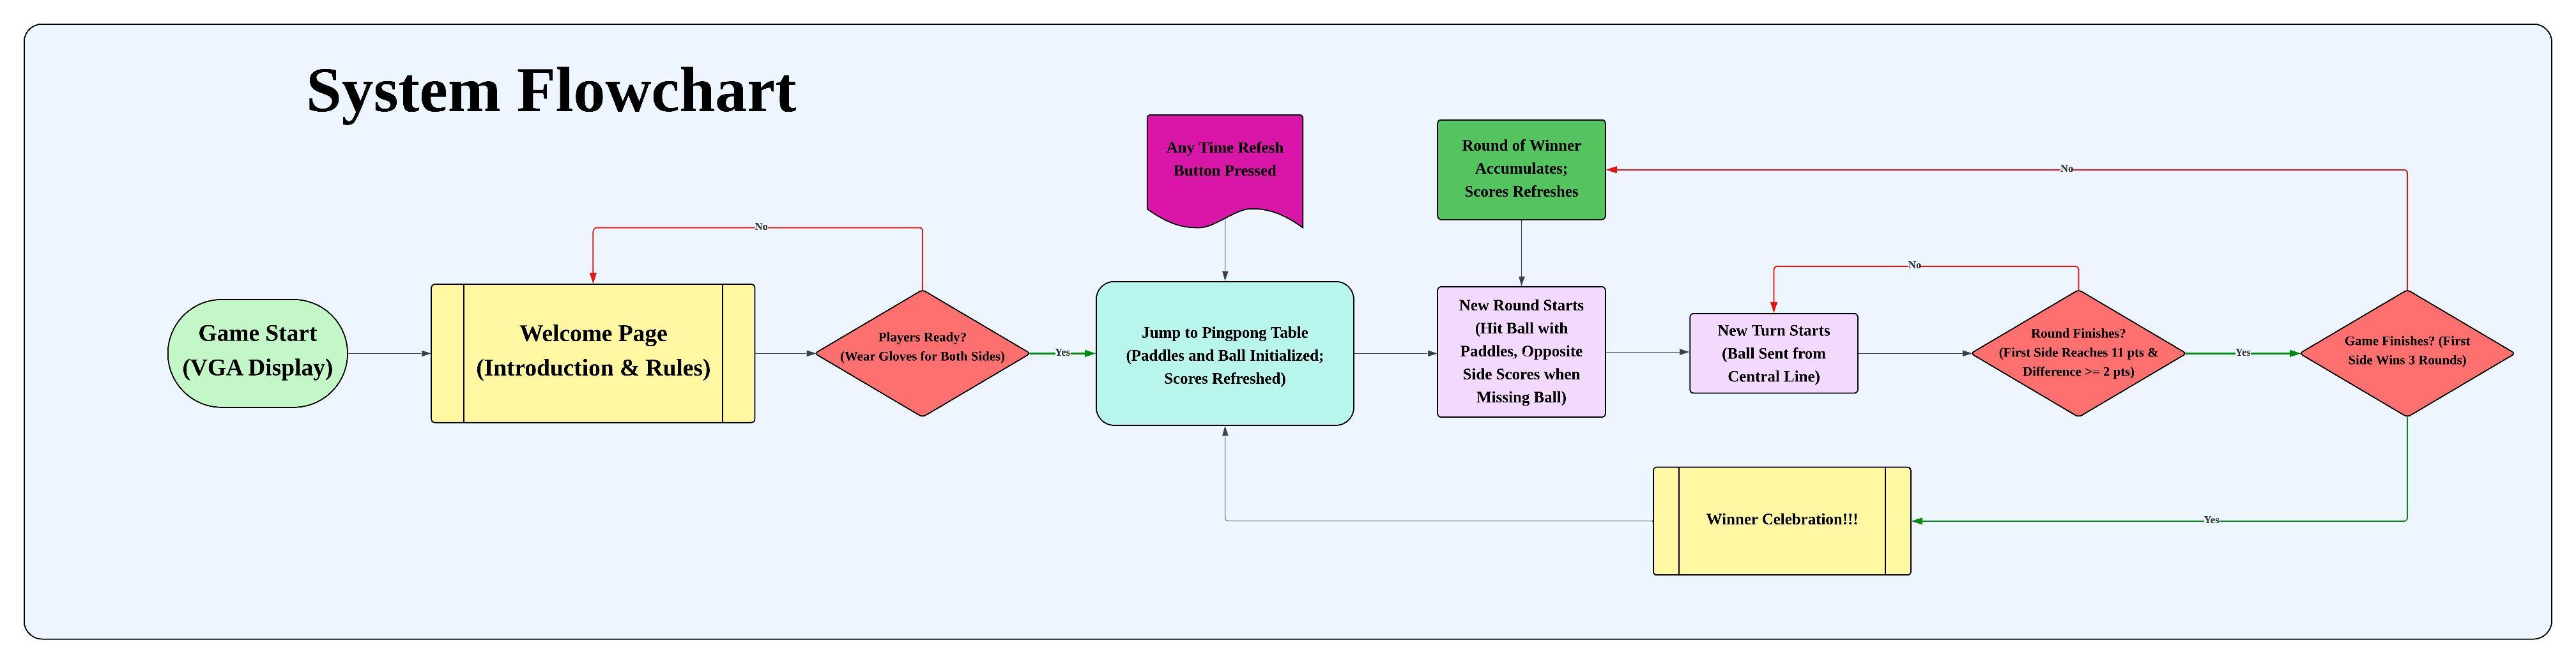 System Flowchart
Any Time Refesh
Button Pressed
Round of Winner
Accumulates;
Scores Refreshes
No
No
No
Game Start
(VGA Display)
Welcome Page
(Introduction & Rules)
Players Ready?
(Wear Gloves for Both Sides)
Yes
Jump to Pingpong Table
(Paddles and Ball Initialized;
Scores Refreshed)
New Round Starts
(Hit Ball with
Paddles, Opposite
Side Scores when
Missing Ball)
New Turn Starts
(Ball Sent from
Central Line)
Round Finishes?
(First Side Reaches 11 pts &
Difference >= 2 pts)
Yes
Game Finishes? (First
Side Wins 3 Rounds)
Winner Celebration!!!
Yes